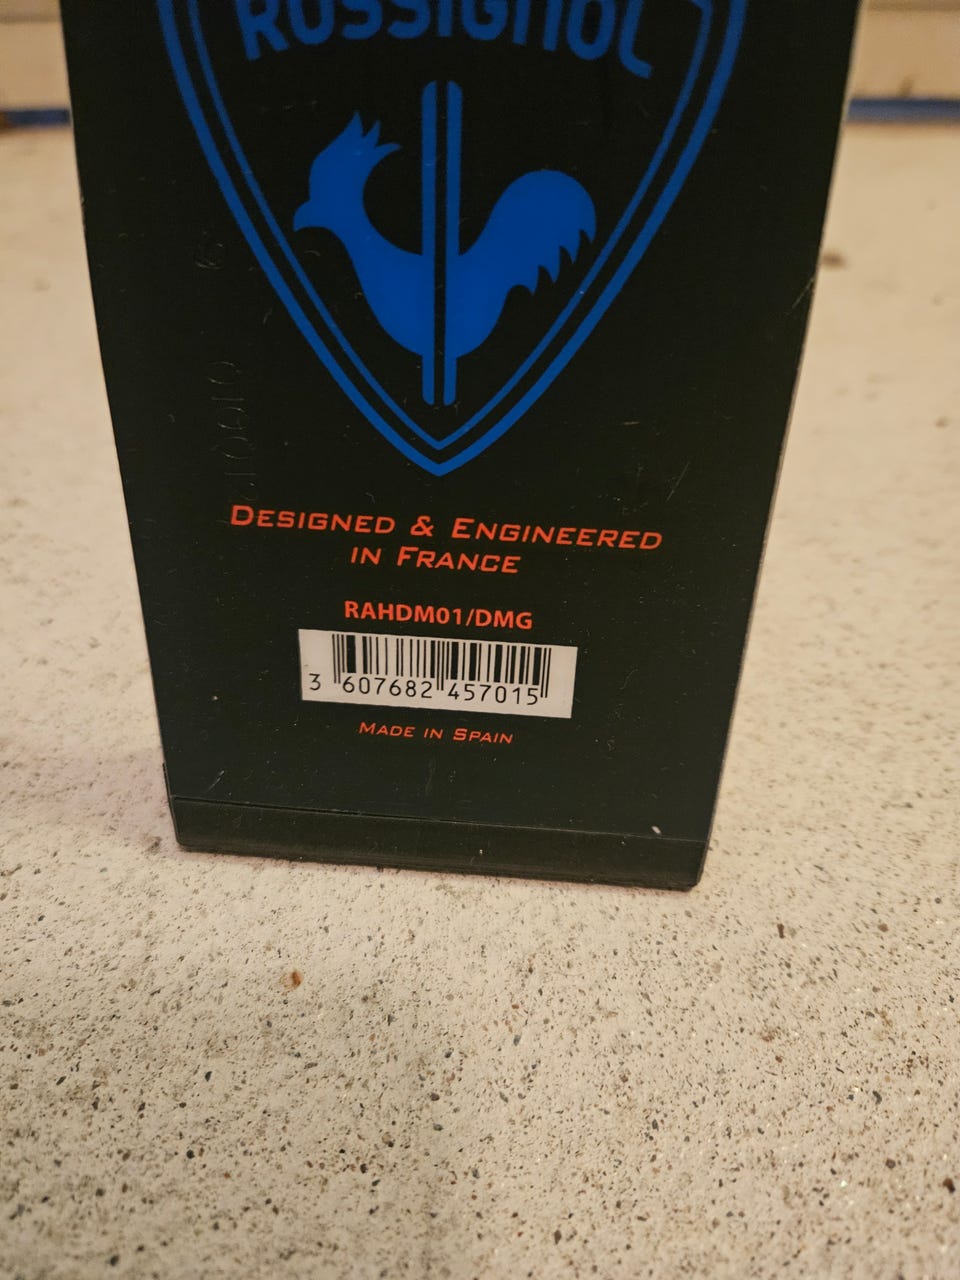 ROSSIGNOL
DESIGNED & ENGINEERED
IN FRANCE
RAHDM01/DMG
3 607682 457015
MADE IN SPAIN